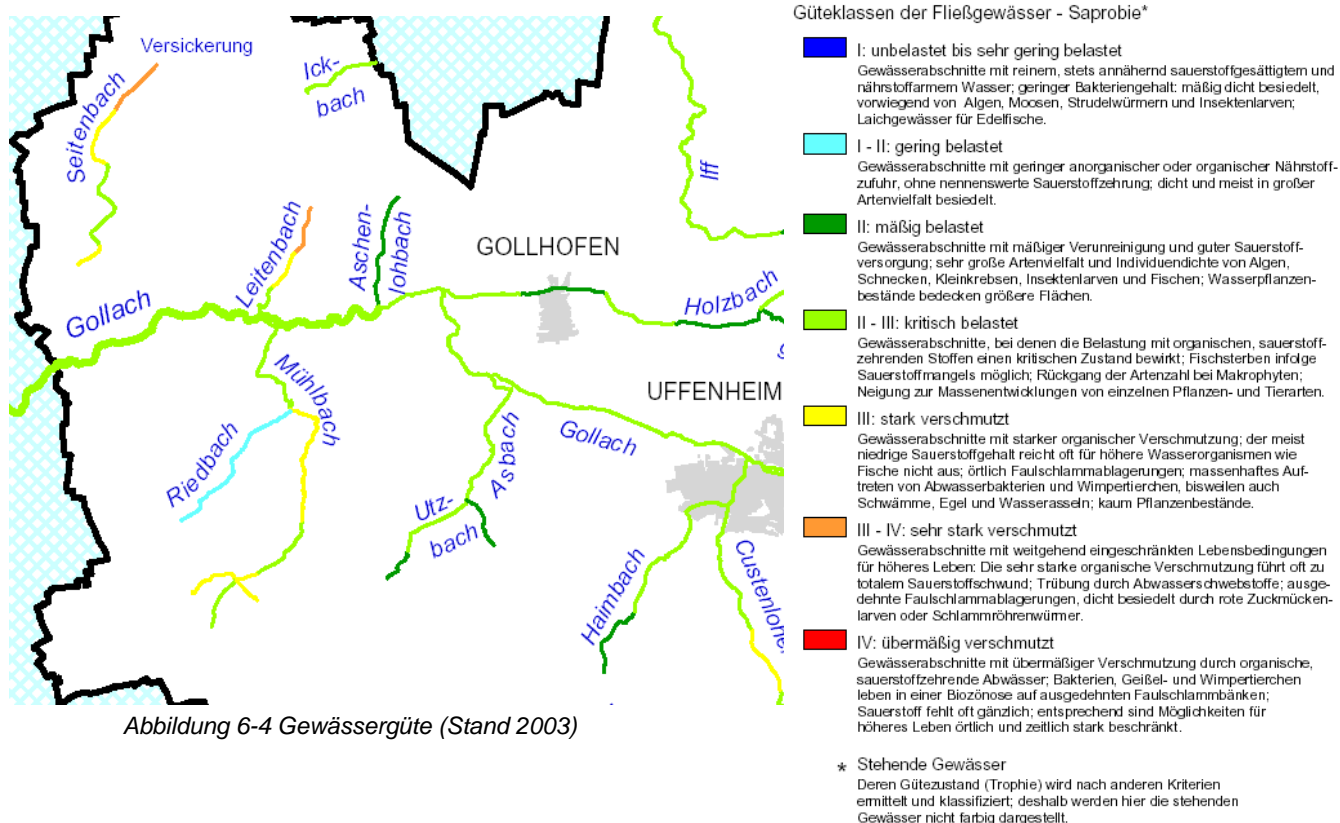 Versickerung
Ick-
bach
Seitenbach
Iff
Leitenbach
Aschen-
lohbach
GOLLHOFEN
Gollach
Holzbach
Mühlbach
UFFENHEIM
Gollach
Riedbach
Asbach
Utz-
bach
Haimbach
Custenlohe
Abbildung 6-4 Gewässergüte (Stand 2003)
Güteklassen der Fließgewässer - Saprobie*
I: unbelastet bis sehr gering belastet
Gewässerabschnitte mit reinem, stets annähernd sauerstoffgesättigtem und
nährstoffarmem Wasser; geringer Bakteriengehalt: mäßig dicht besiedelt,
vorwiegend von Algen, Moosen, Strudelwürmern und Insektenlarven;
Laichgewässer für Edelfische.
I - II: gering belastet
Gewässerabschnitte mit geringer anorganischer oder organischer Nährstoff-
zufuhr, ohne nennenswerte Sauerstoffzehrung; dicht und meist in großer
Artenvielfalt besiedelt.
II: mäßig belastet
Gewässerabschnitte mit mäßiger Verunreinigung und guter Sauerstoff-
versorgung; sehr große Artenvielfalt und Individuendichte von Algen,
Schnecken, Kleinkrebsen, Insektenlarven und Fischen; Wasserpflanzen-
bestände bedecken größere Flächen.
II - III: kritisch belastet
Gewässerabschnitte, bei denen die Belastung mit organischen, sauerstoff-
zehrenden Stoffen einen kritischen Zustand bewirkt; Fischsterben infolge
Sauerstoffmangels möglich; Rückgang der Artenzahl bei Makrophyten;
Neigung zur Massenentwicklungen von einzelnen Pflanzen- und Tierarten.
III: stark verschmutzt
Gewässerabschnitte mit starker organischer Verschmutzung; der meist
niedrige Sauerstoffgehalt reicht oft für höhere Wasserorganismen wie
Fische nicht aus; örtlich Faulschlammablagerungen; massenhaftes Auf-
treten von Abwasserbakterien und Wimpertierchen, bisweilen auch
Schwämme, Egel und Wasserasseln; kaum Pflanzenbestände.
III - IV: sehr stark verschmutzt
Gewässerabschnitte mit weitgehend eingeschränkten Lebensbedingungen
für höheres Leben: Die sehr starke organische Verschmutzung führt oft zu
totalem Sauerstoffschwund; Trübung durch Abwasserschwebstoffe; ausge-
dehnte Faulschlammablagerungen, dicht besiedelt durch rote Zuckmücken-
larven oder Schlammröhrenwürmer.
IV: übermäßig verschmutzt
Gewässerabschnitte mit übermäßiger Verschmutzung durch organische,
sauerstoffzehrende Abwässer; Bakterien, Geißel- und Wimpertierchen
leben in einer Biozönose auf ausgedehnten Faulschlammbänken;
Sauerstoff fehlt oft gänzlich; entsprechend sind Möglichkeiten für
höheres Leben örtlich und zeitlich stark beschränkt.
* Stehende Gewässer
Deren Gütezustand (Trophie) wird nach anderen Kriterien
ermittelt und klassifiziert; deshalb werden hier die stehenden
Gewässer nicht farbig dargestellt.